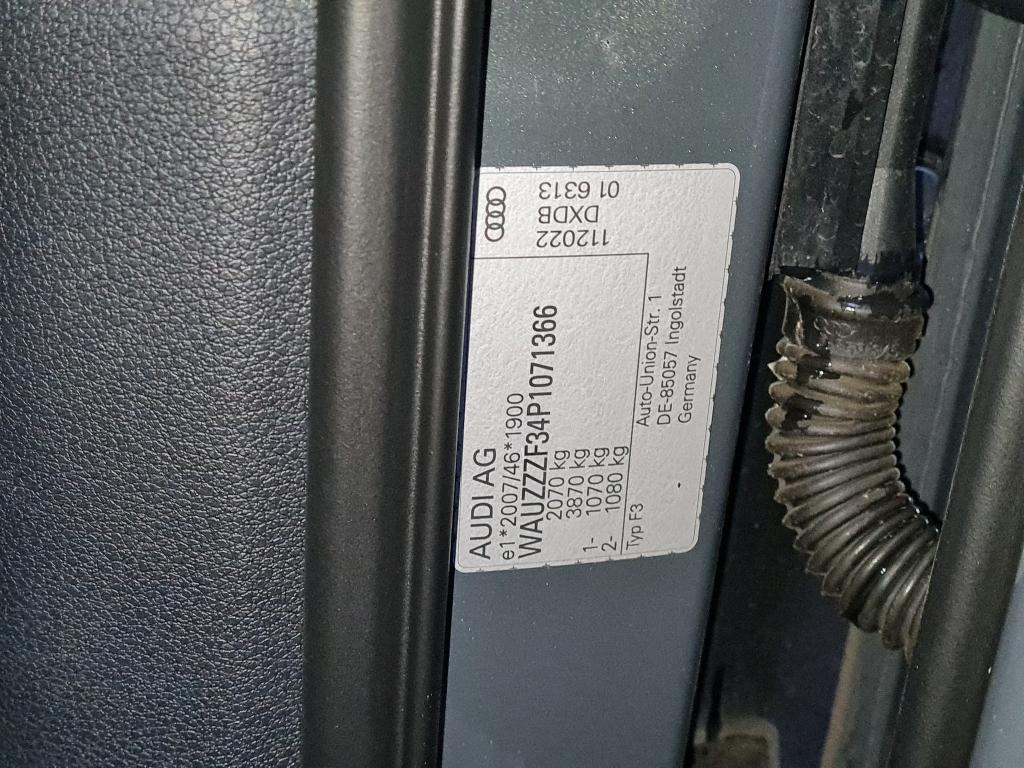 AUDI AG
e1*2007/46*1900
WAUZZZF34P1071366
2070 kg
3870 kg
1- 1070 kg
2- 1080 kg
Typ F3
Auto-Union-Str. 1
DE-85057 Ingolstadt
Germany
112022
DXDB
01 6313